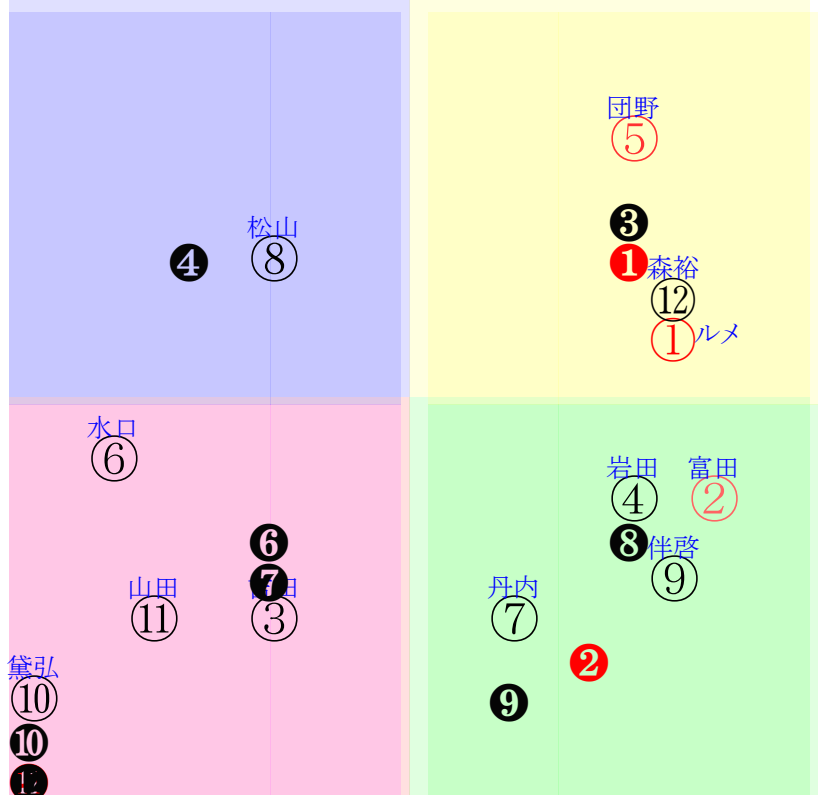 団野
⑤
❸
松山
⑧
❹
❶
森裕
⑫
①
ルメ
水口
⑥
岩田
④
富田
②
❻
❽
伴啓
⑨
❼
山田
⑪
③
丹内
⑦
❷
黛弘
⑩
❾
❿